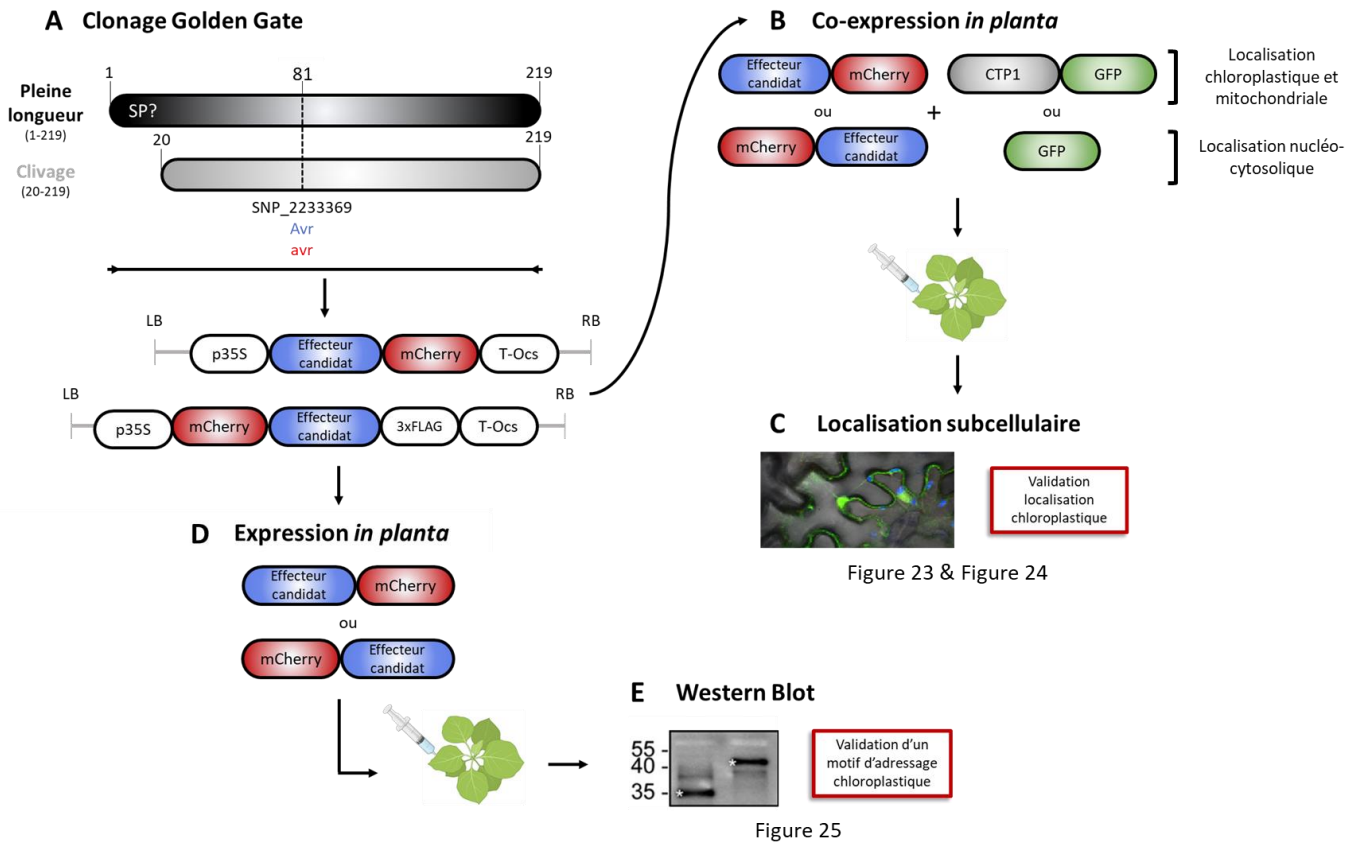 A Clonage Golden Gate
1
81
219
Pleine
longueur
(1-219)
SP?
20
219
Clivage
(20-219)
SNP_2233369
Avr
avr
LB
RB
p35S
Effecteur
candidat
mCherry
T-Ocs
LB
RB
p35S
mCherry
Effecteur
candidat
3xFLAG
T-Ocs
B Co-expression in planta
Effecteur
candidat
mCherry
CTP1
GFP
Localisation
chloroplastique et
mitochondriale
ou
+
ou
mCherry
Effecteur
candidat
GFP
Localisation nucléo-
cytosolique
C Localisation subcellulaire
Validation
localisation
chloroplastique
Figure 23 & Figure 24
D Expression in planta
Effecteur
candidat
mCherry
ou
mCherry
Effecteur
candidat
E Western Blot
55 -
40 -
35 -
*
*
Validation d'un
motif d'adressage
chloroplastique
Figure 25